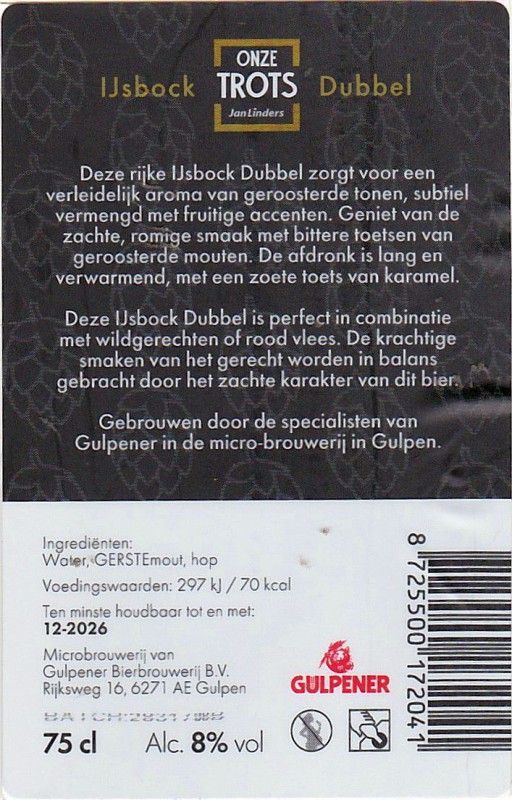 ONZE
IJsbock TROTS Dubbel
Jan Linders
Deze rijke IJsbock Dubbel zorgt voor een
verleidelijk aroma van geroosterde tonen, subtiel
vermengd met fruitige accenten. Geniet van de
zachte, romige smaak met bittere toetsen van
geroosterde mouten. De afdronk is lang en
verwarmend, met een zoete toets van karamel.
Deze IJsbock Dubbel is perfect in combinatie
met wildgerechten of rood vlees. De krachtige
smaken van het gerecht worden in balans
gebracht door het zachte karakter van dit bier.
Gebrouwen door de specialisten van
Gulpener in de micro-brouwerij in Gulpen.
Ingrediënten:
Water, GERSTEmout, hop
Voedingswaarden: 297 kJ / 70 kcal
Ten minste houdbaar tot en met:
12-2026
Microbrouwerij van
Gulpener Bierbrouwerij B.V.
Rijksweg 16, 6271 AE Gulpen
GULPENER
75 cl Alc. 8% vol
8 725500 172041